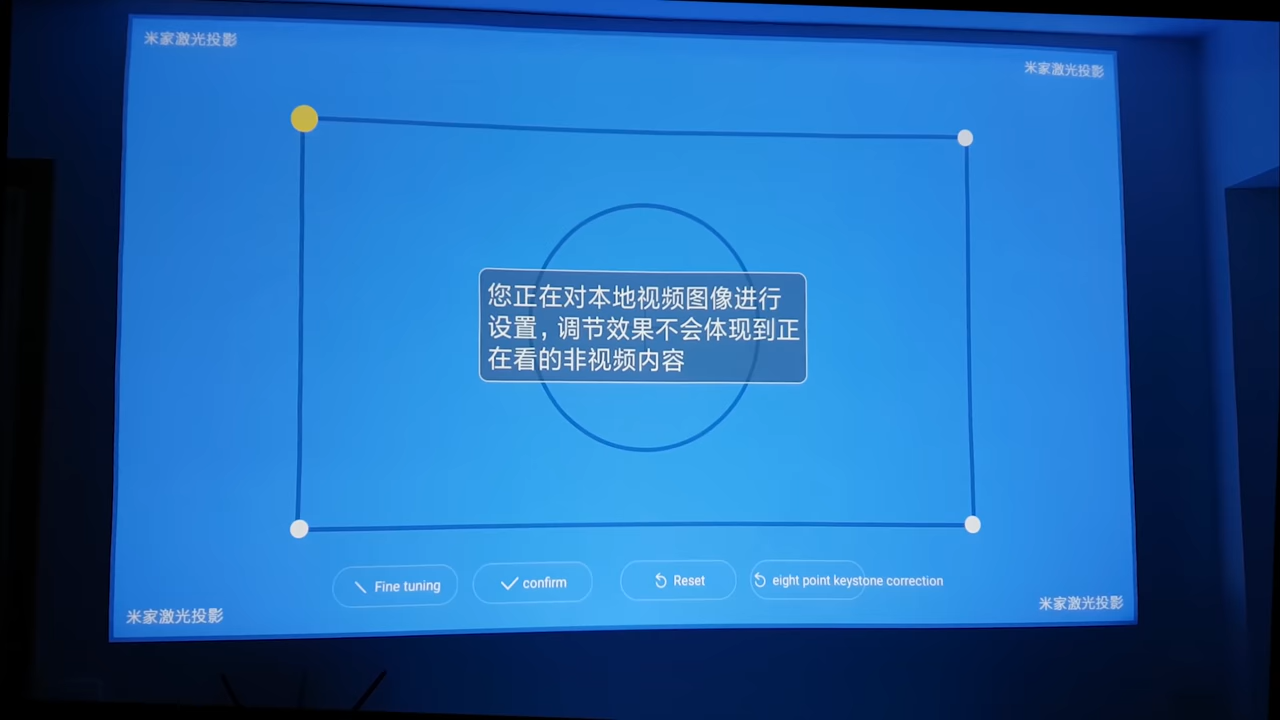 米家激光投影
米家激光投影
您正在对本地视频图像进行
设置，调节效果不会体现到正
在看的非视频内容
Fine tuning
confirm
Reset
eight point keystone correction
米家激光投影
米家激光投影